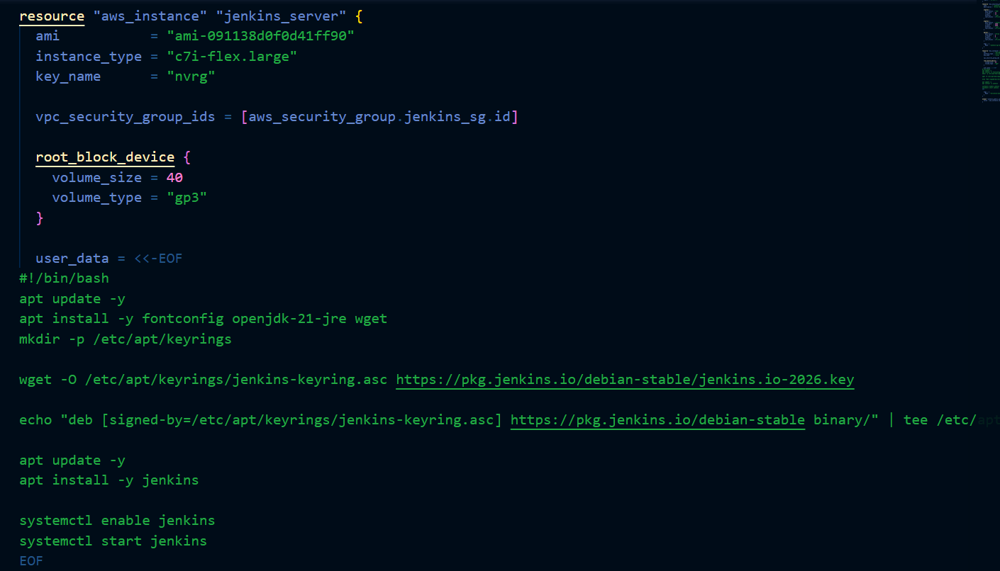 resource "aws_instance" "jenkins_server" {
  ami           = "ami-091138d0f0d41ff90"
  instance_type = "c7i-flex.large"
  key_name      = "nvrg"

  vpc_security_group_ids = [aws_security_group.jenkins_sg.id]

  root_block_device {
    volume_size = 40
    volume_type = "gp3"
  }

  user_data = <<-EOF
#!/bin/bash
apt update -y
apt install -y fontconfig openjdk-21-jre wget
mkdir -p /etc/apt/keyrings

wget -O /etc/apt/keyrings/jenkins-keyring.asc https://pkg.jenkins.io/debian-stable/jenkins.io-2026.key

echo "deb [signed-by=/etc/apt/keyrings/jenkins-keyring.asc] https://pkg.jenkins.io/debian-stable binary/" | tee /etc/apt

apt update -y
apt install -y jenkins

systemctl enable jenkins
systemctl start jenkins
EOF